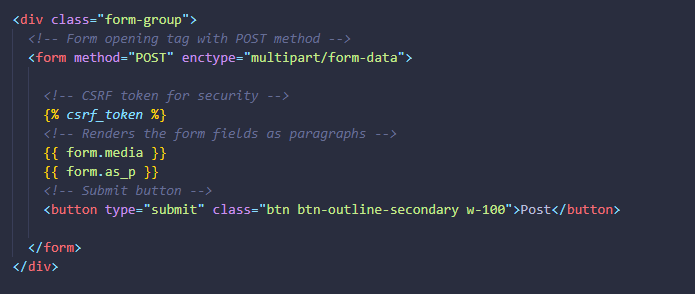 <div class="form-group">
<!-- Form opening tag with POST method -->
<form method="POST" enctype="multipart/form-data">
<!-- CSRF token for security -->
{% csrf_token %}
<!-- Renders the form fields as paragraphs -->
{{ form.media }}
{{ form.as_p }}
<!-- Submit button -->
<button type="submit" class="btn btn-outline-secondary w-100">Post</button>
</form>
</div>